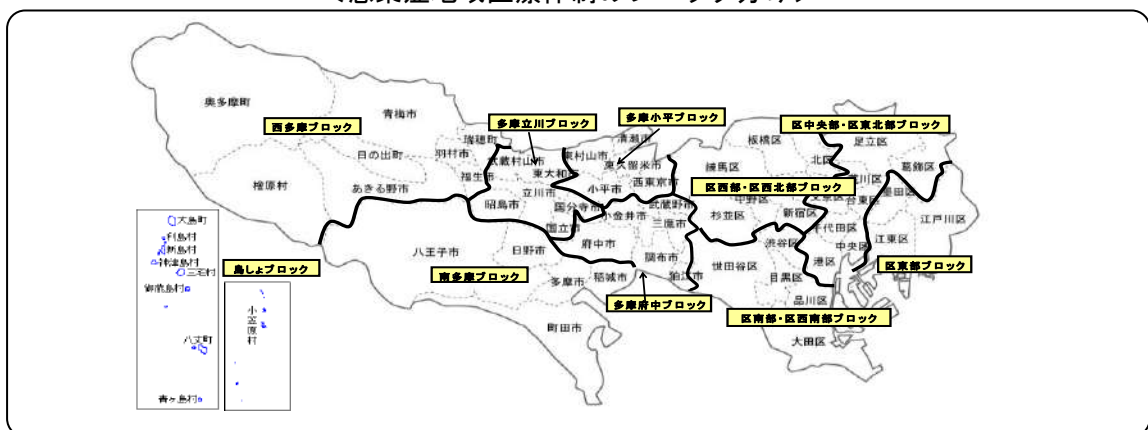 奥多摩町
青梅市
西多摩ブロック
瑞穂町
日の出町
羽村市
檜原村
あきる野市
福生市
多摩立川ブロック
武蔵村山市
東大和市
立川市
昭島市
国分寺市
国立市
多摩小平ブロック
清瀬市
東村山市
東久留米市
小平市
西東京市
小金井市
武蔵野市
三鷹市
府中市
調布市
狛江市
多摩府中ブロック
八王子市
日野市
南多摩ブロック
多摩市
稲城市
町田市
板橋区
練馬区
区西部・区西北部ブロック
中野区
杉並区
新宿区
区中央部・区東北部ブロック
足立区
北区
葛飾区
荒川区
文京区
台東区
墨田区
千代田区
中央区
港区
江戸川区
江東区
区東部ブロック
渋谷区
世田谷区
目黒区
品川区
区南部・区西南部ブロック
大田区
大島町
利島村
新島村
神津島村
三宅村
御蔵島村
八丈町
青ヶ島村
島しょブロック
小笠原村